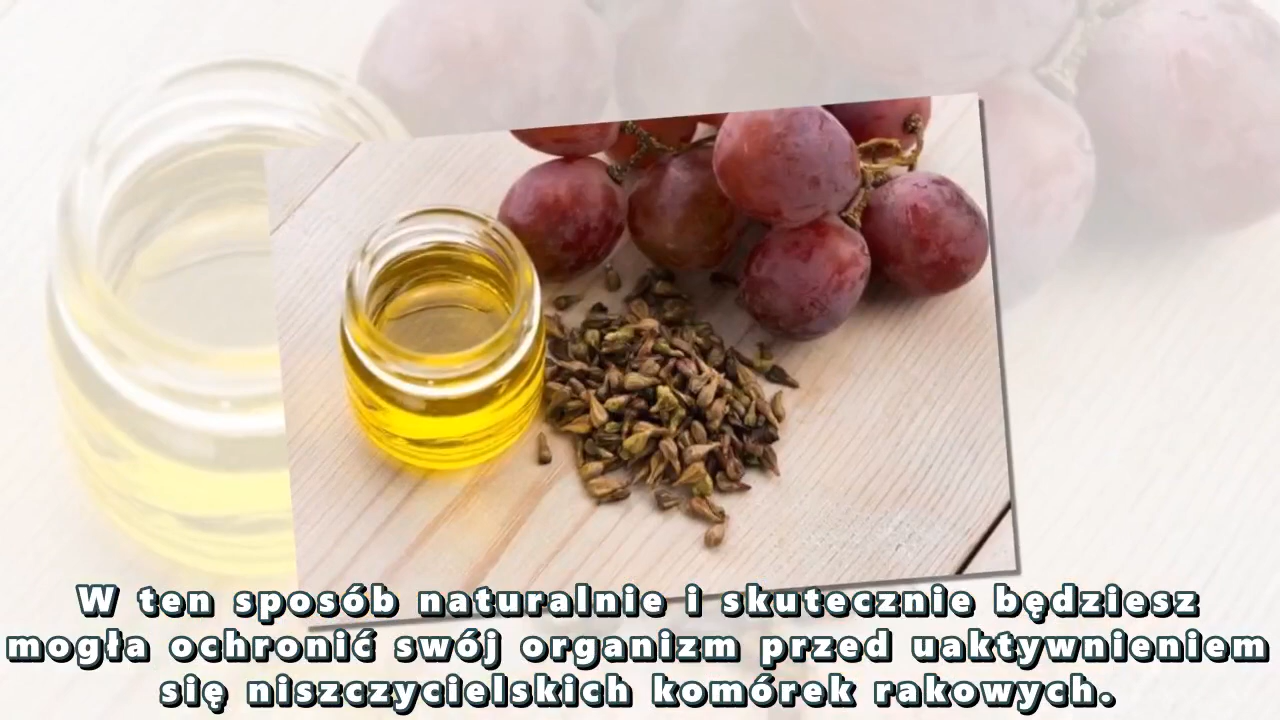 W ten sposób naturalnie i skutecznie będziesz
mogła ochronić swój organizm przed uaktywnieniem
się niszczycielskich komórek rakowych.